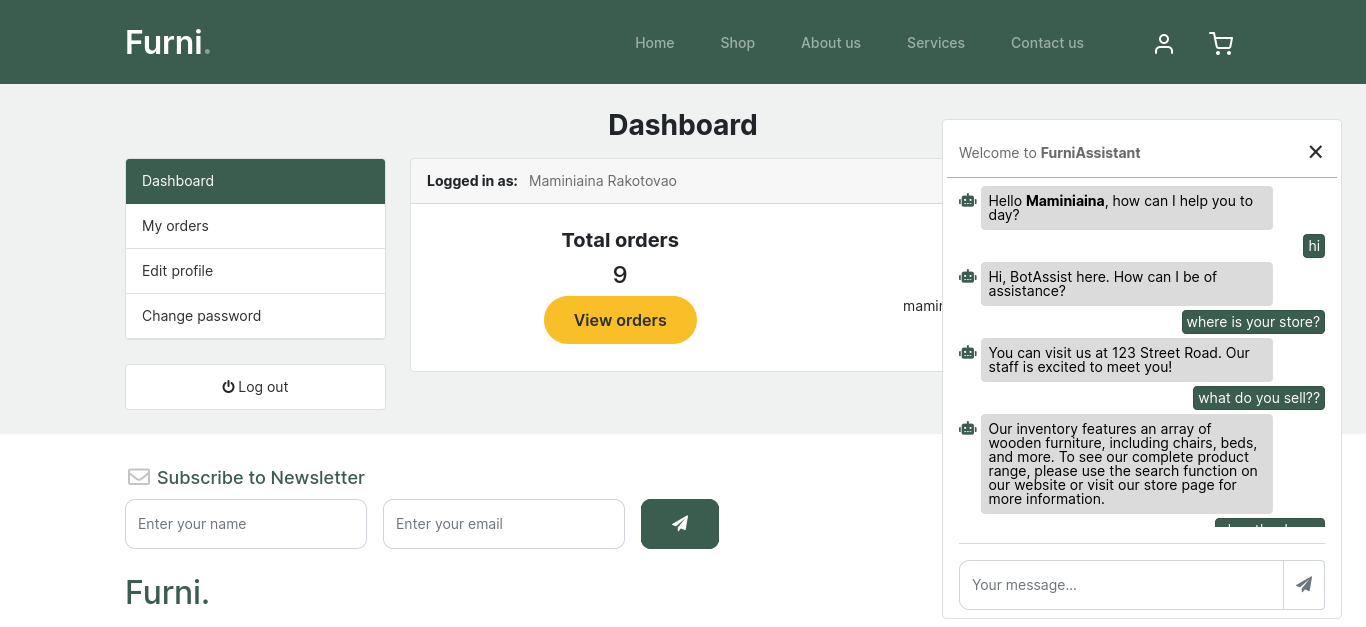 Furni.
Home Shop About us Services Contact us
Dashboard
Dashboard
My orders
Edit profile
Change password
Log out
Logged in as: Maminiaina Rakotovao
Total orders
9
View orders
Welcome to FurniAssistant
Hello Maminiaina, how can I help you to
day?
hi
Hi, BotAssist here. How can I be of
assistance?
where is your store?
You can visit us at 123 Street Road. Our
staff is excited to meet you!
what do you sell??
Our inventory features an array of
wooden furniture, including chairs, beds,
and more. To see our complete product
range, please use the search function on
our website or visit our store page for
more information.
Your message...
Subscribe to Newsletter
Enter your name
Enter your email
Furni.